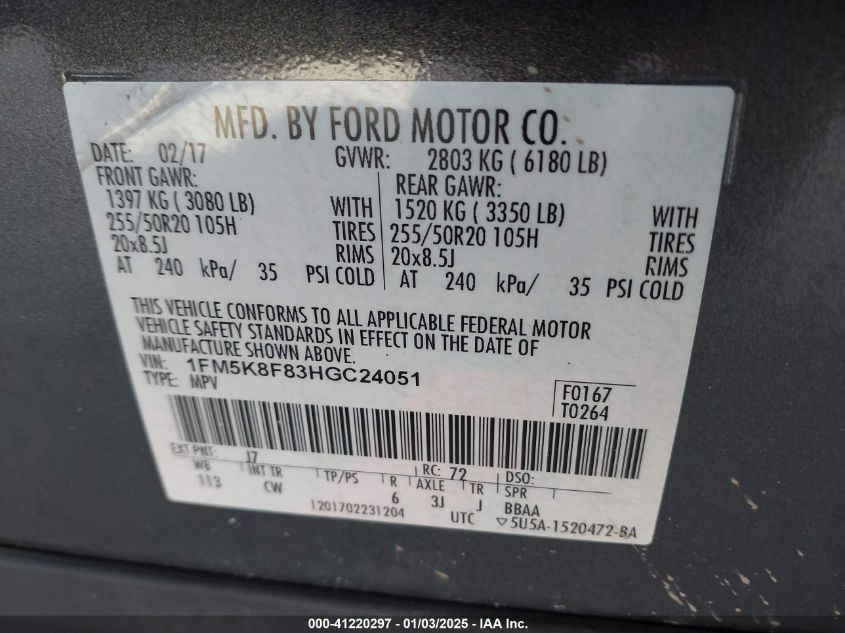 MFD. BY FORD MOTOR CO.
DATE: 02/17 GVWR: 2803 KG ( 6180 LB)
FRONT GAWR: REAR GAWR:
1397 KG ( 3080 LB) WITH 1520 KG ( 3350 LB) WITH
255/50R20 105H TIRES 255/50R20 105H TIRES
20x8.5J RIMS 20x8.5J RIMS
AT 240 kPa/ 35 PSI COLD AT 240 kPa/ 35 PSI COLD
THIS VEHICLE CONFORMS TO ALL APPLICABLE FEDERAL MOTOR
VEHICLE SAFETY STANDARDS IN EFFECT ON THE DATE OF
MANUFACTURE SHOWN ABOVE.
VIN: 1FM5K8F83HGC24051
TYPE: MPV
F0167
T0264
EXT PNT: J7 RC: 72 DSO:
WB INT TR TP/PS R AXLE TR SPR
113 CW 6 3J J BBAA
1201702231204 UTC ▽5U5A-1520472-BA
000-41220297 - 01/03/2025 - IAA Inc.